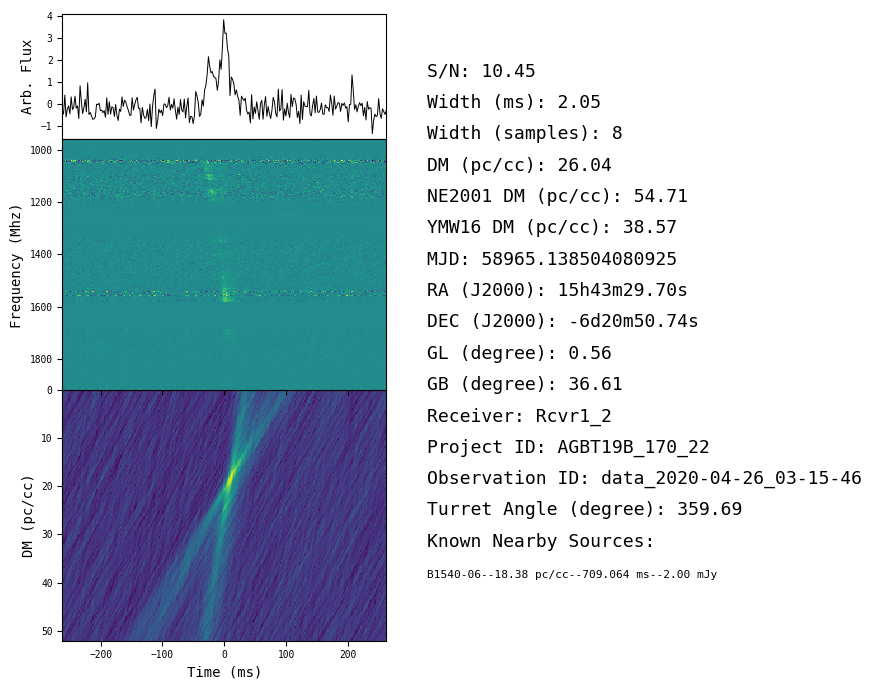 4
3
2
1
0
−1
Arb. Flux
1000
1200
1400
1600
1800
Frequency (Mhz)
0
10
20
30
40
50
DM (pc/cc)
−200 −100 0 100 200
Time (ms)
S/N: 10.45
Width (ms): 2.05
Width (samples): 8
DM (pc/cc): 26.04
NE2001 DM (pc/cc): 54.71
YMW16 DM (pc/cc): 38.57
MJD: 58965.138504080925
RA (J2000): 15h43m29.70s
DEC (J2000): -6d20m50.74s
GL (degree): 0.56
GB (degree): 36.61
Receiver: Rcvr1_2
Project ID: AGBT19B_170_22
Observation ID: data_2020-04-26_03-15-46
Turret Angle (degree): 359.69
Known Nearby Sources:
B1540-06--18.38 pc/cc--709.064 ms--2.00 mJy